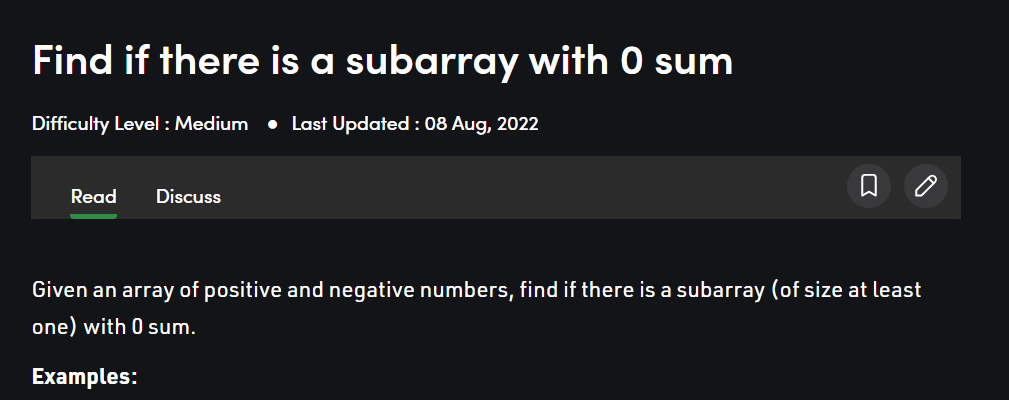 Find if there is a subarray with 0 sum
Difficulty Level : Medium ● Last Updated : 08 Aug, 2022
Read Discuss
Given an array of positive and negative numbers, find if there is a subarray (of size at least
one) with 0 sum.
Examples: